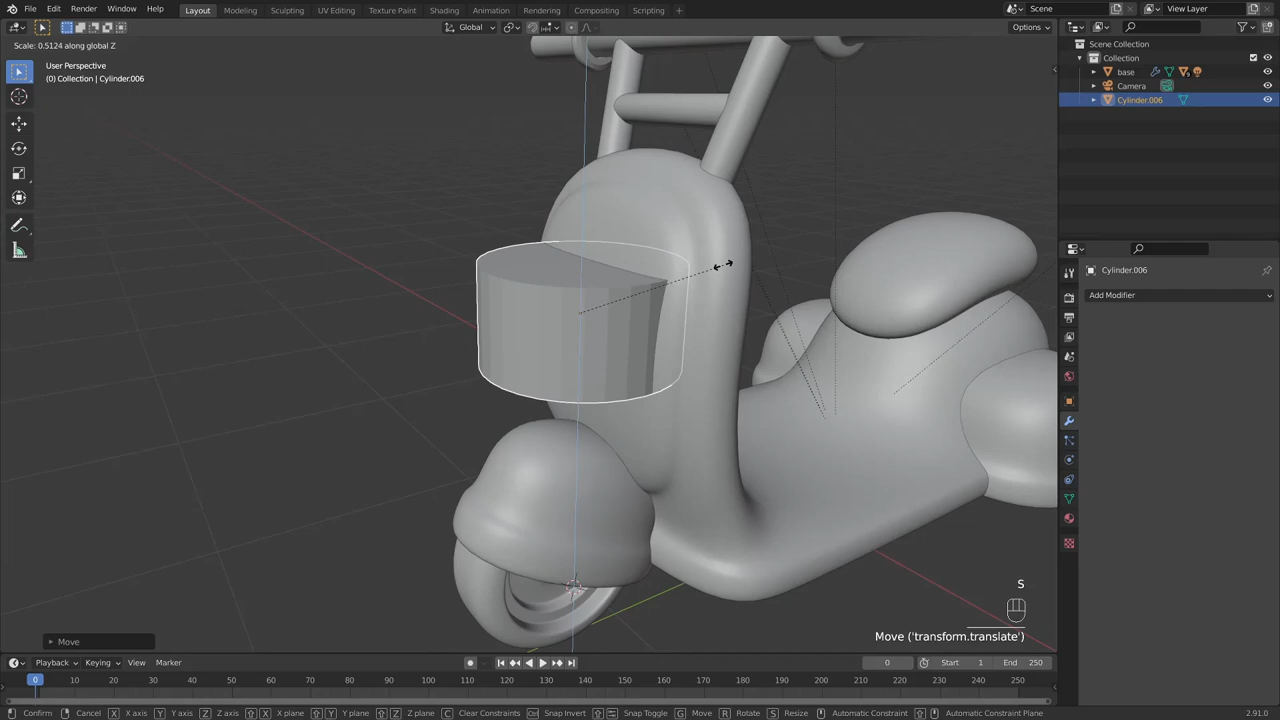 File Edit Render Window Help Layout Modeling Sculpting UV Editing Texture Paint Shading Animation Rendering Compositing Scripting + Scene View Layer
Global Options
Scale: 0.5124 along global Z
User Perspective
(0) Collection | Cylinder.006
Scene Collection
Collection
base
Camera
Cylinder.006
Cylinder.006
Add Modifier
S
Move
Move ('transform.translate')
Playback Keying View Marker 0 Start 1 End 250
0 10 20 30 40 50 60 70 80 90 100 110 120 130 140 150 160 170 180 190 200 210 220 230 240 250
Confirm Cancel X X axis Y Y axis Z Z axis X X plane Y Y plane Z Z plane C Clear Constraints Snap Invert Snap Toggle G Move R Rotate S Resize Automatic Constraint Automatic Constraint Plane 2.91.0